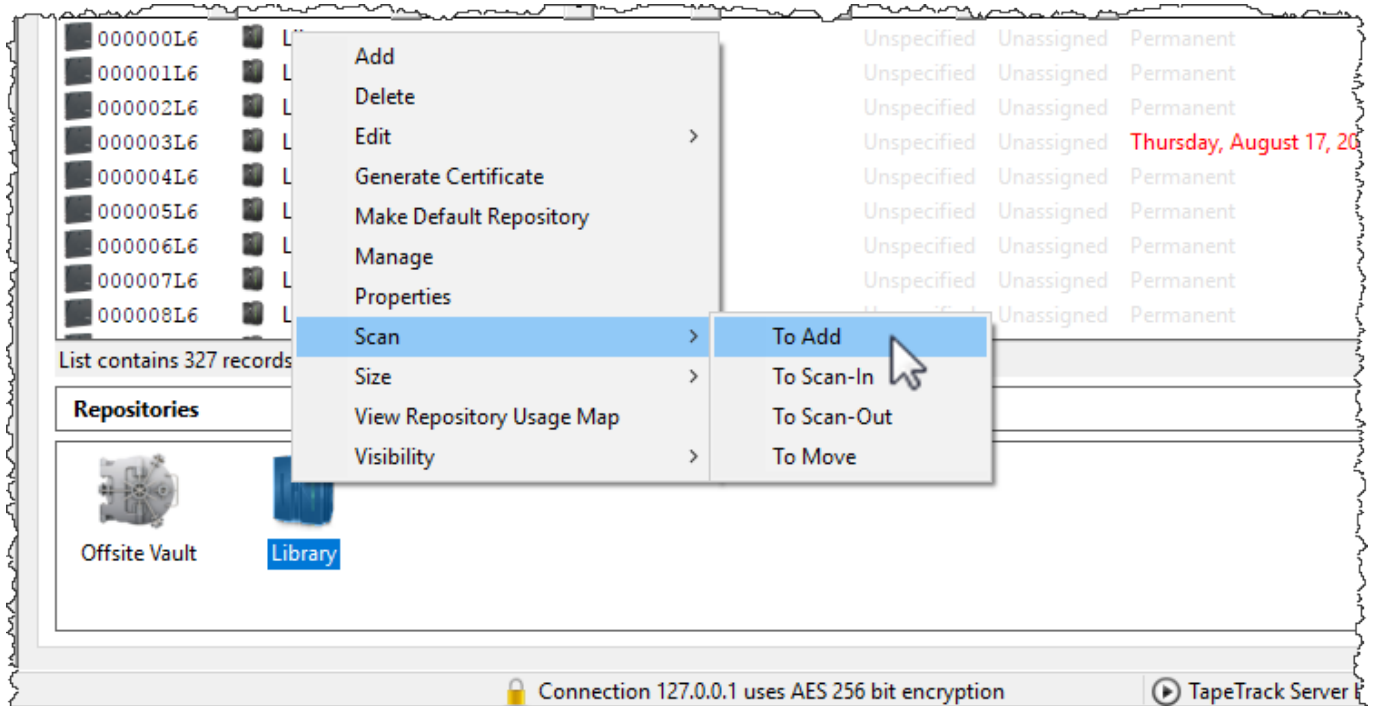 000000L6 Unspecified Unassigned Permanent
000001L6 L Unspecified Unassigned Permanent
000002L6 L Unspecified Unassigned Permanent
000003L6 L Unspecified Unassigned Thursday, August 17, 20
000004L6 L Unspecified Unassigned Permanent
000005L6 L Unspecified Unassigned Permanent
000006L6 L Unspecified Unassigned Permanent
000007L6 L Unspecified Unassigned Permanent
000008L6 L Unassigned Permanent
Add
Delete
Edit
Generate Certificate
Make Default Repository
Manage
Properties
Scan
Size
View Repository Usage Map
Visibility
To Add
To Scan-In
To Scan-Out
To Move
List contains 327 records
Repositories
Offsite Vault Library
Connection 127.0.0.1 uses AES 256 bit encryption TapeTrack Server